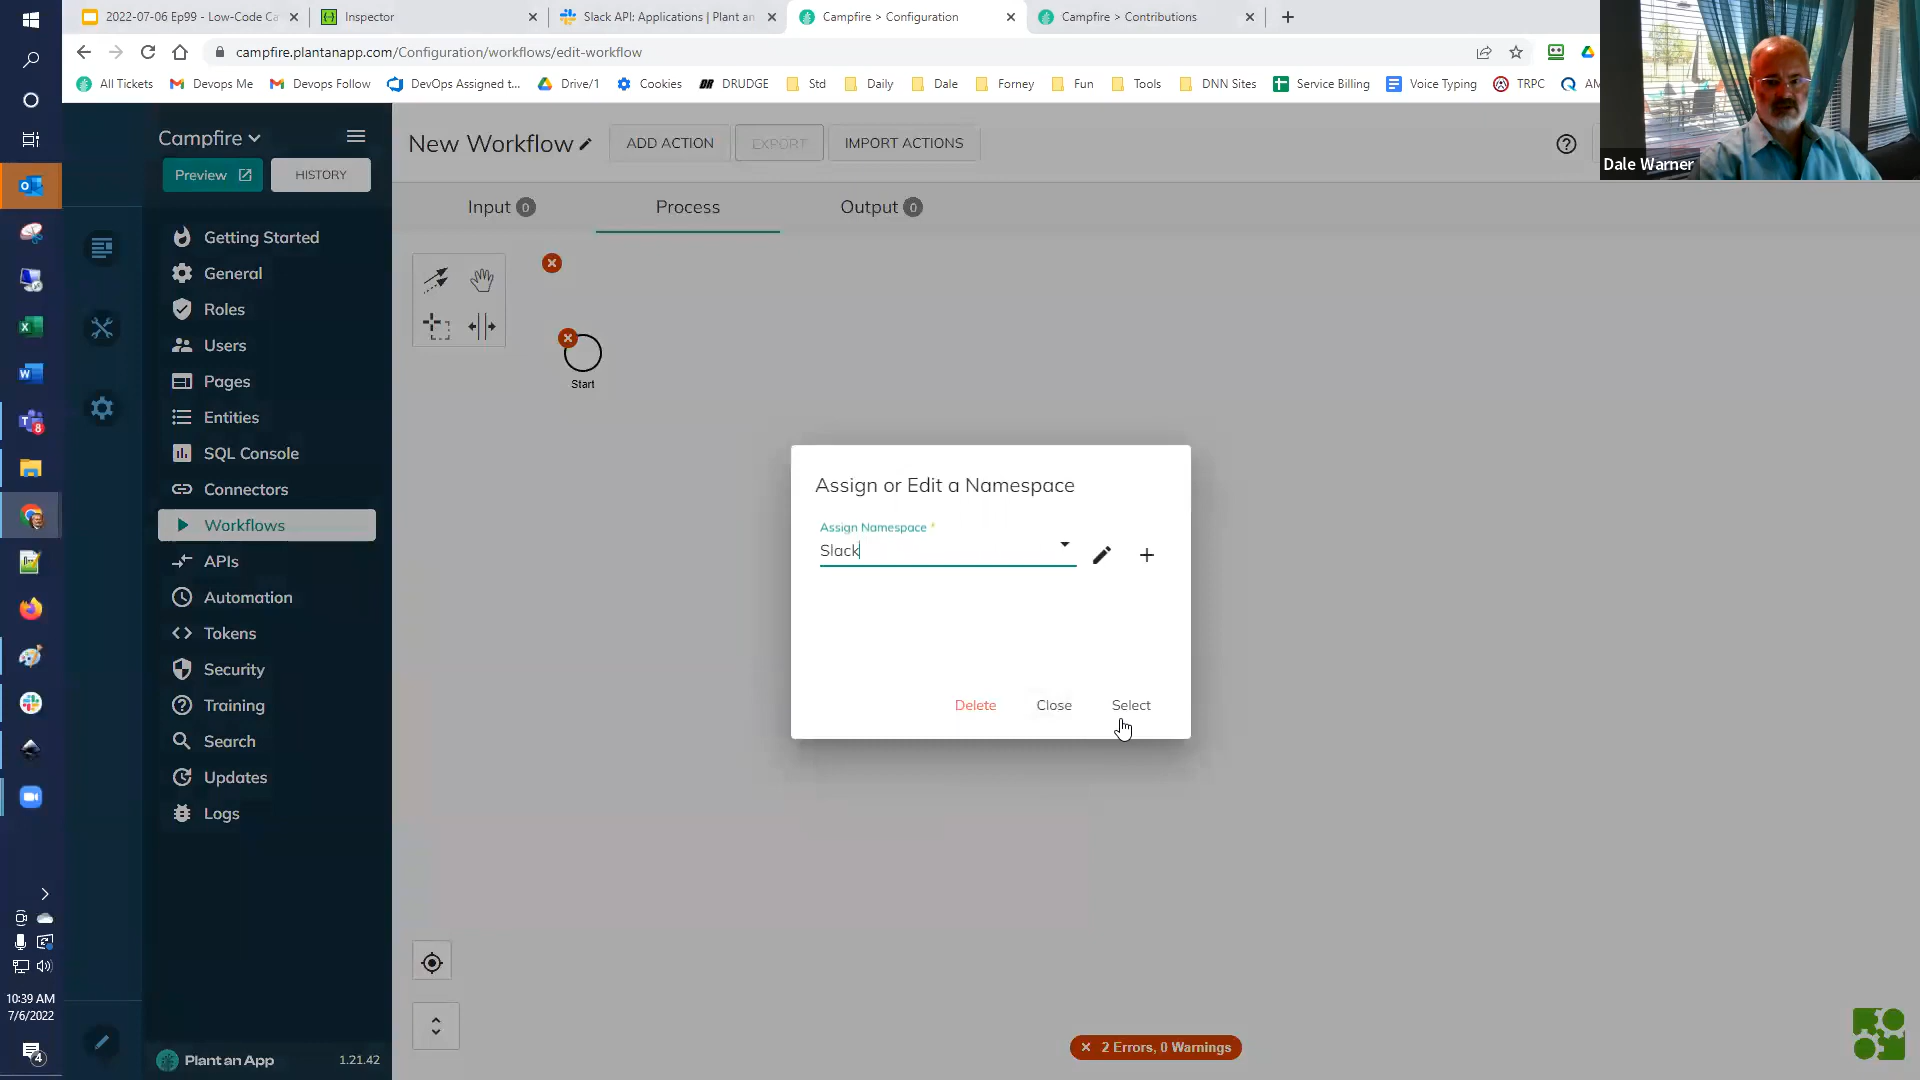 2022-07-06 Ep99 - Low-Code Ca
Inspector
Slack API: Applications | Plant an
Campfire > Configuration
Campfire > Contributions
campfire.plantanapp.com/Configuration/workflows/edit-workflow
All Tickets
Devops Me
Devops Follow
DevOps Assigned t...
Drive/1
Cookies
DRUDGE
Std
Daily
Dale
Forney
Fun
Tools
DNN Sites
Service Billing
Voice Typing
TRPC
AM
Dale Warner
Campfire
Preview
HISTORY
New Workflow
ADD ACTION
EXPORT
IMPORT ACTIONS
Input 0
Process
Output 0
Getting Started
General
Roles
Users
Pages
Entities
SQL Console
Connectors
Workflows
APIs
Automation
Tokens
Security
Training
Search
Updates
Logs
Start
Assign or Edit a Namespace
Assign Namespace *
Slack
Delete
Close
Select
8
10:39 AM
7/6/2022
4
Plant an App
1.21.42
2 Errors, 0 Warnings